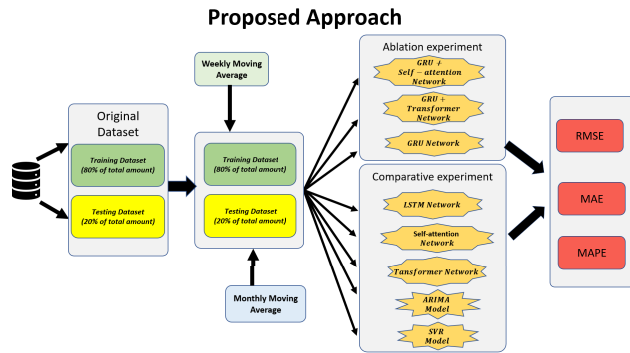 Proposed Approach
Original
Dataset
Training Dataset
(80% of total amount)
Testing Dataset
(20% of total amount)
Weekly Moving
Average
Training Dataset
(80% of total amount)
Testing Dataset
(20% of total amount)
Monthly Moving
Average
Ablation experiment
GRU +
Self − attention
Network
GRU +
Transformer
Network
GRU Network
Comparative experiment
LSTM Network
Self-attention
Network
Tansformer Network
ARIMA
Model
SVR
Model
RMSE
MAE
MAPE